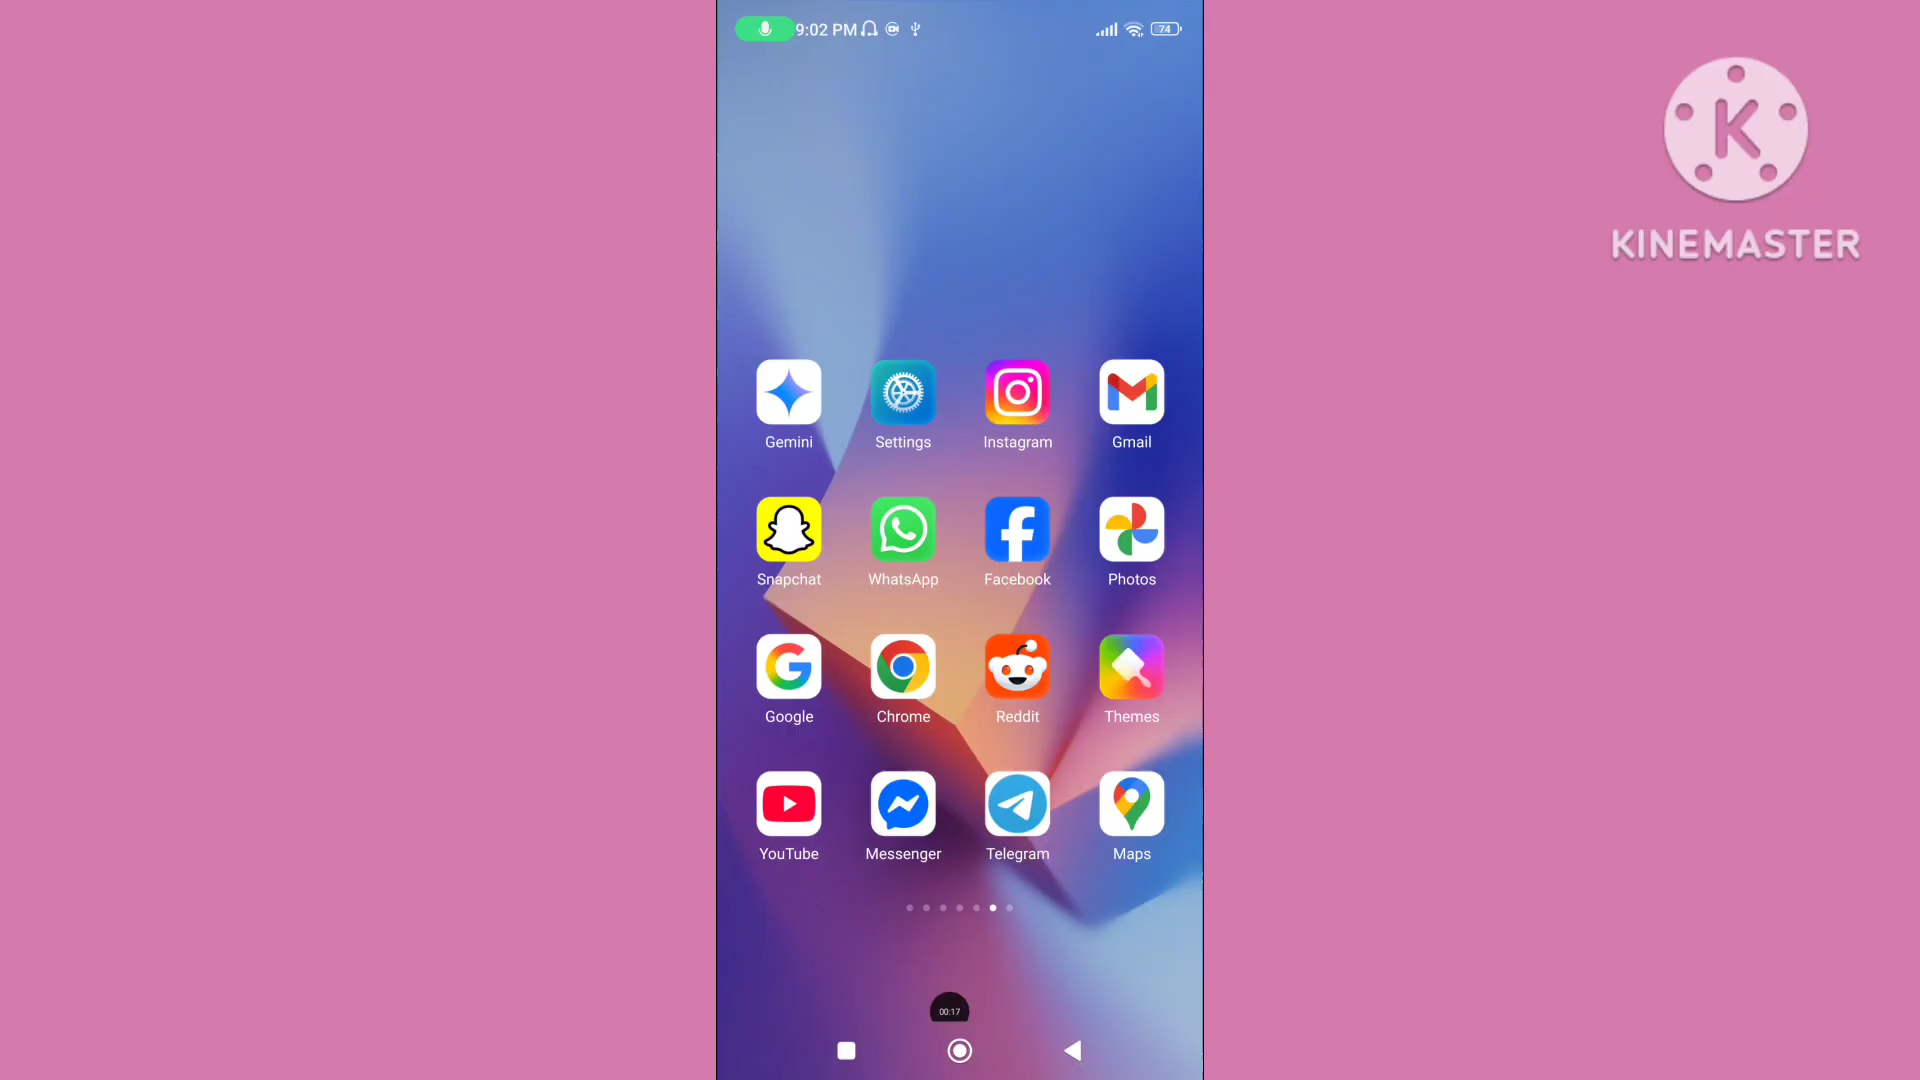 9:02 PM
74
K
KINEMASTER
Gemini
Settings
Instagram
Gmail
Snapchat
WhatsApp
Facebook
Photos
Google
Chrome
Reddit
Themes
YouTube
Messenger
Telegram
Maps
00:17